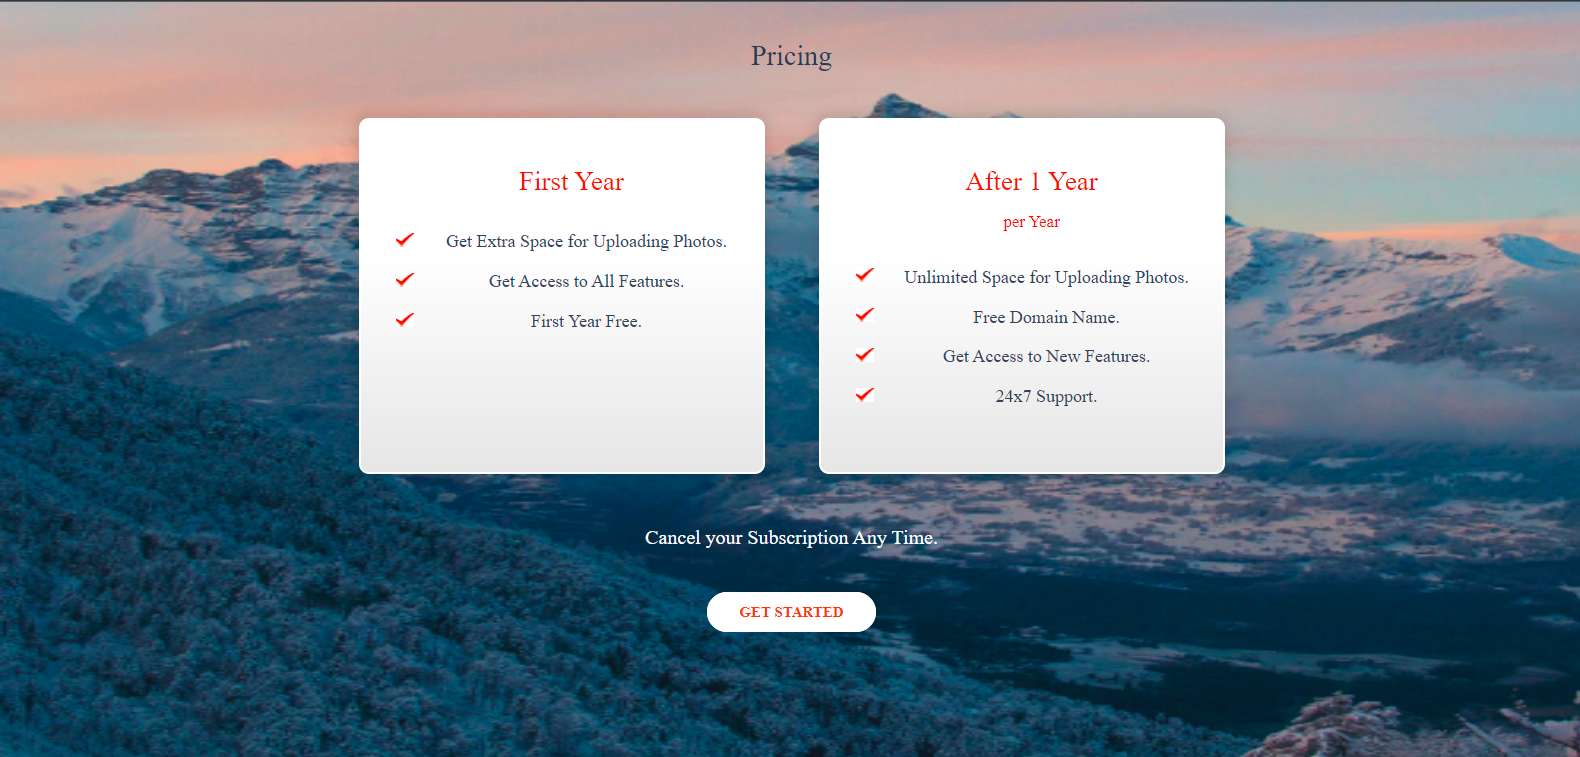 Pricing
First Year
Get Extra Space for Uploading Photos.
Get Access to All Features.
First Year Free.
After 1 Year
per Year
Unlimited Space for Uploading Photos.
Free Domain Name.
Get Access to New Features.
24x7 Support.
Cancel your Subscription Any Time.
GET STARTED